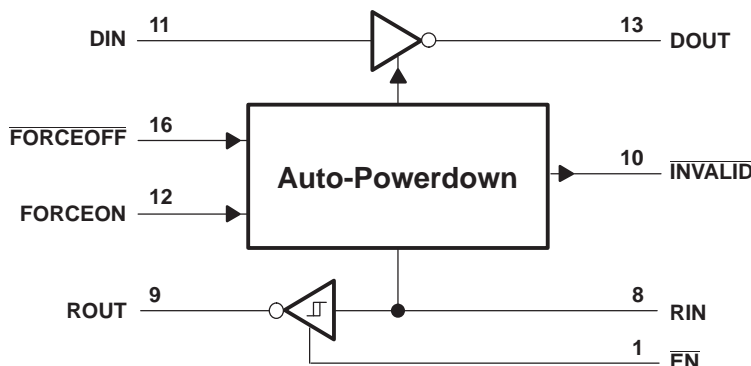 DIN 11 13 DOUT
FORCEOFF 16
Auto-Powerdown
10 INVALID
FORCEON 12
ROUT 9 8 RIN
1 EN